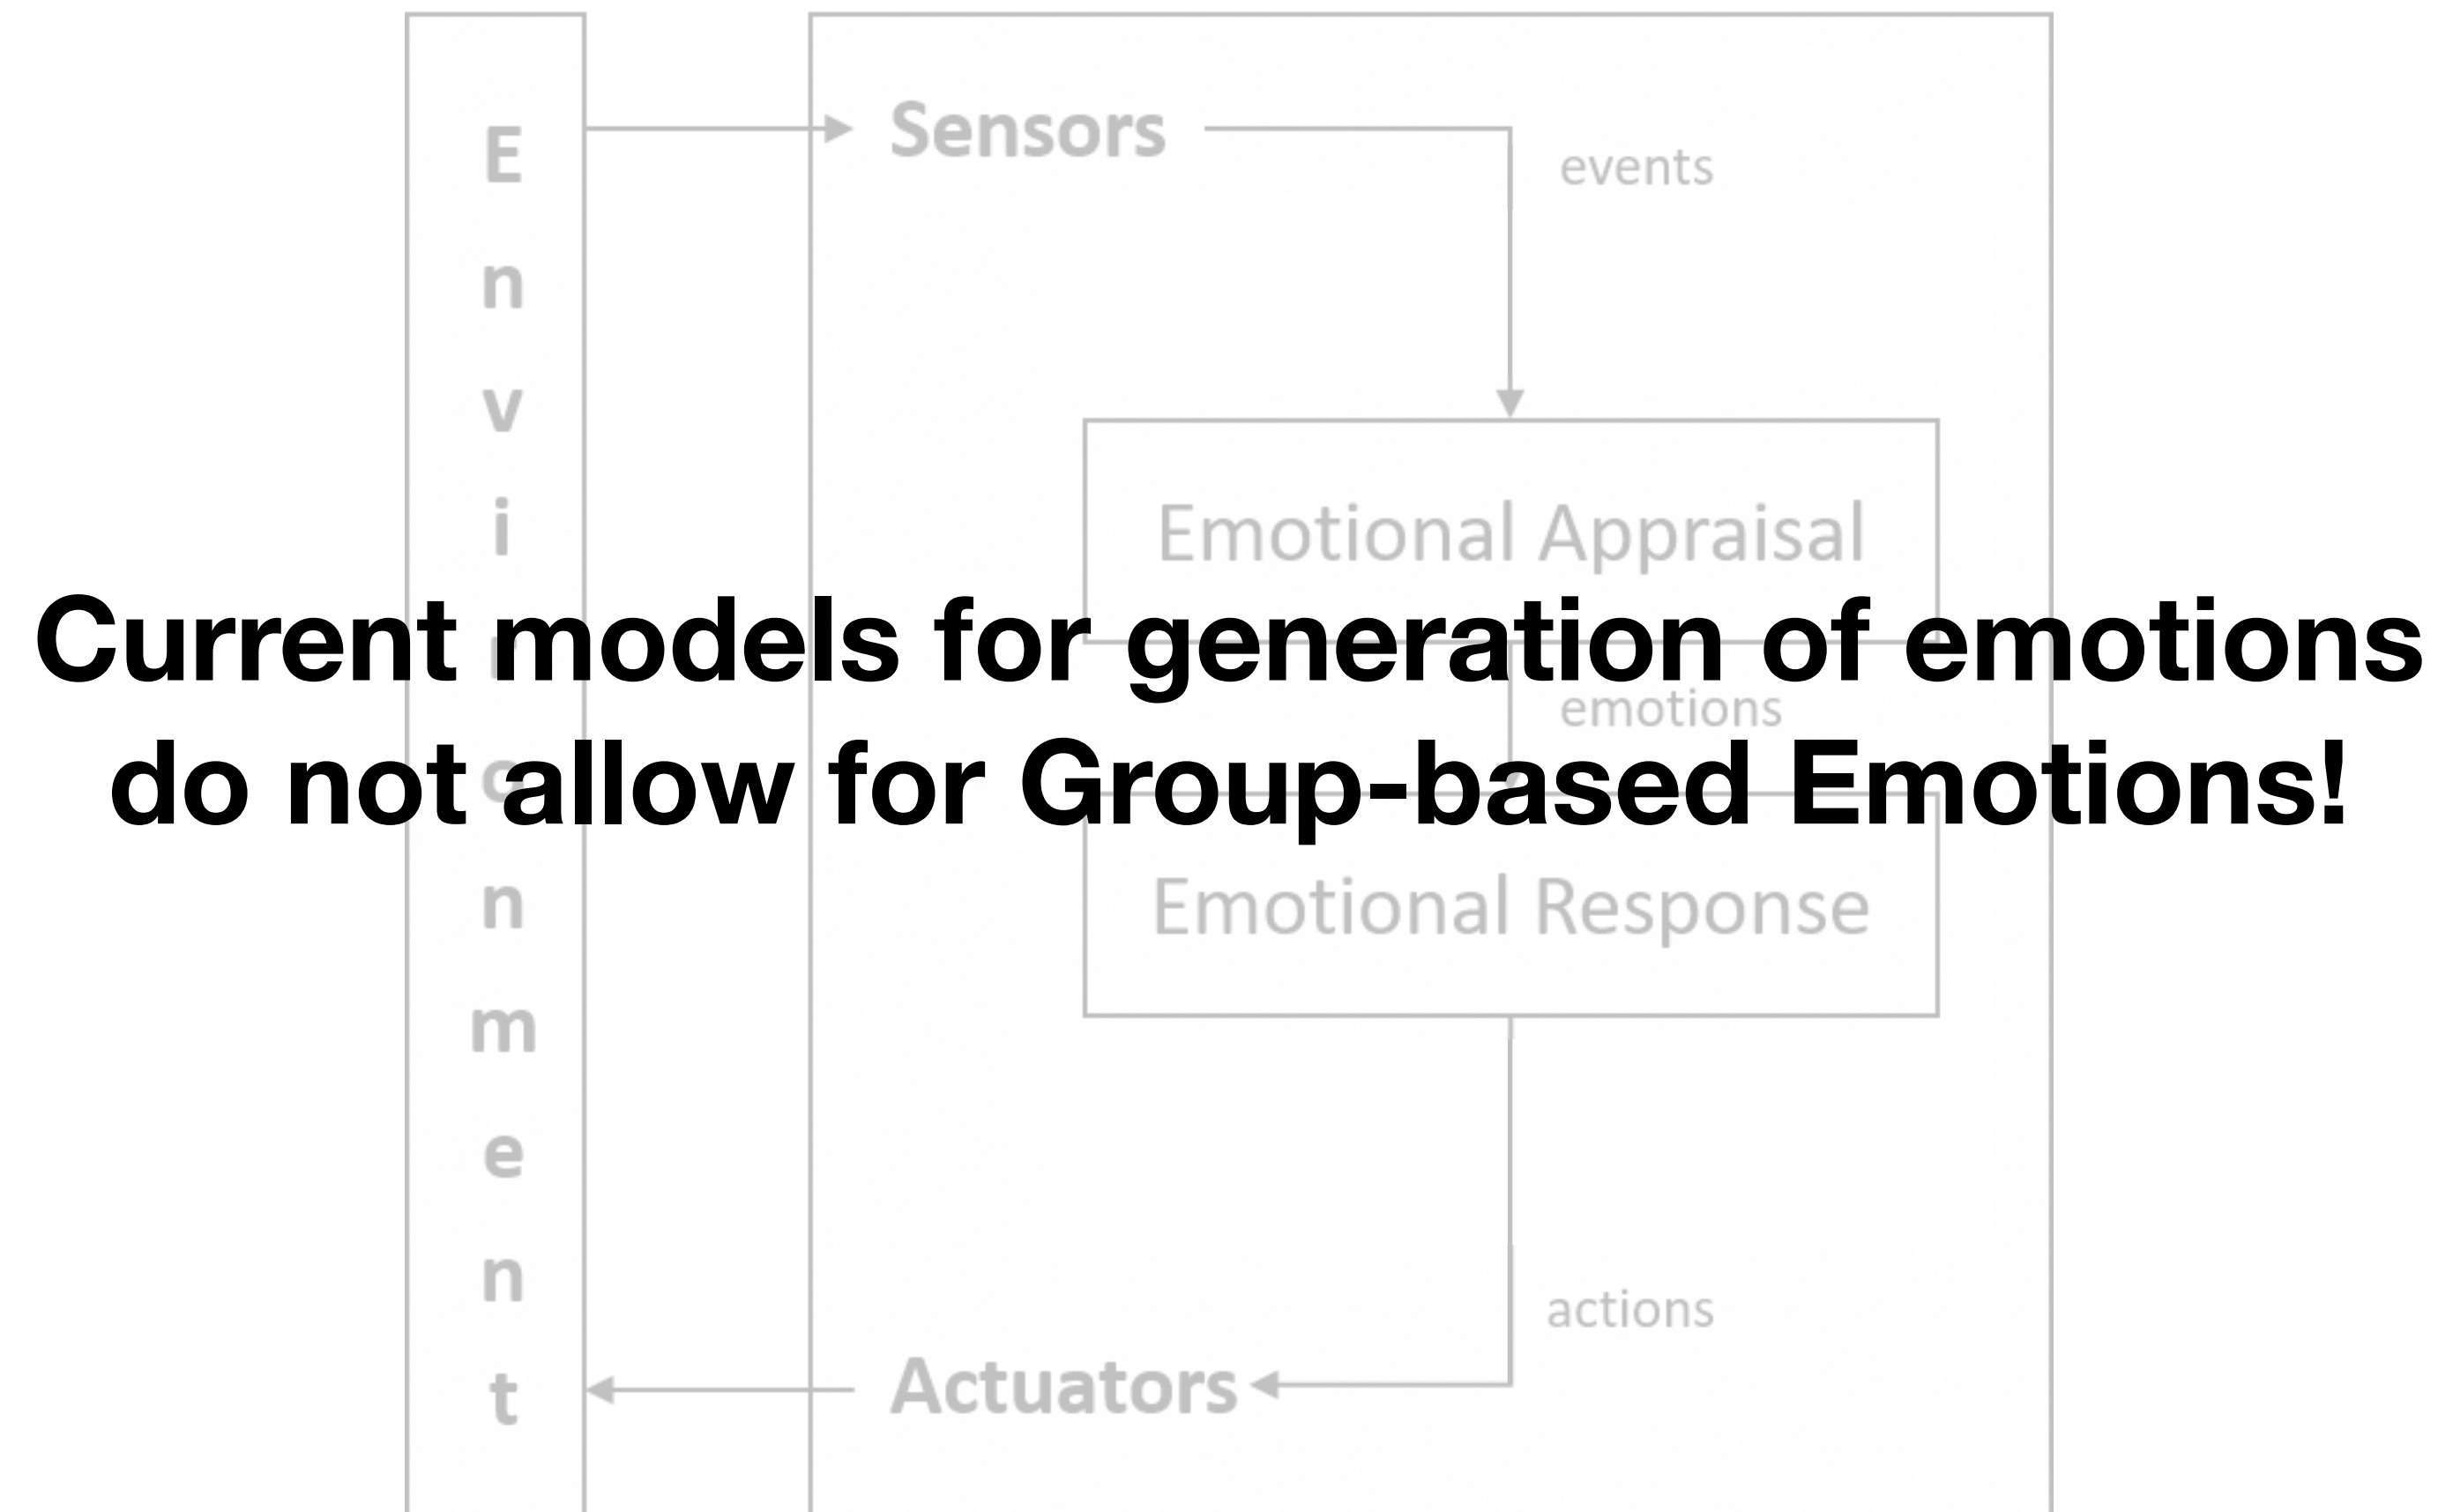 Environment
Sensors
events
Emotional Appraisal
Current models for generation of emotions
emotions
do not allow for Group-based Emotions!
Emotional Response
actions
Actuators